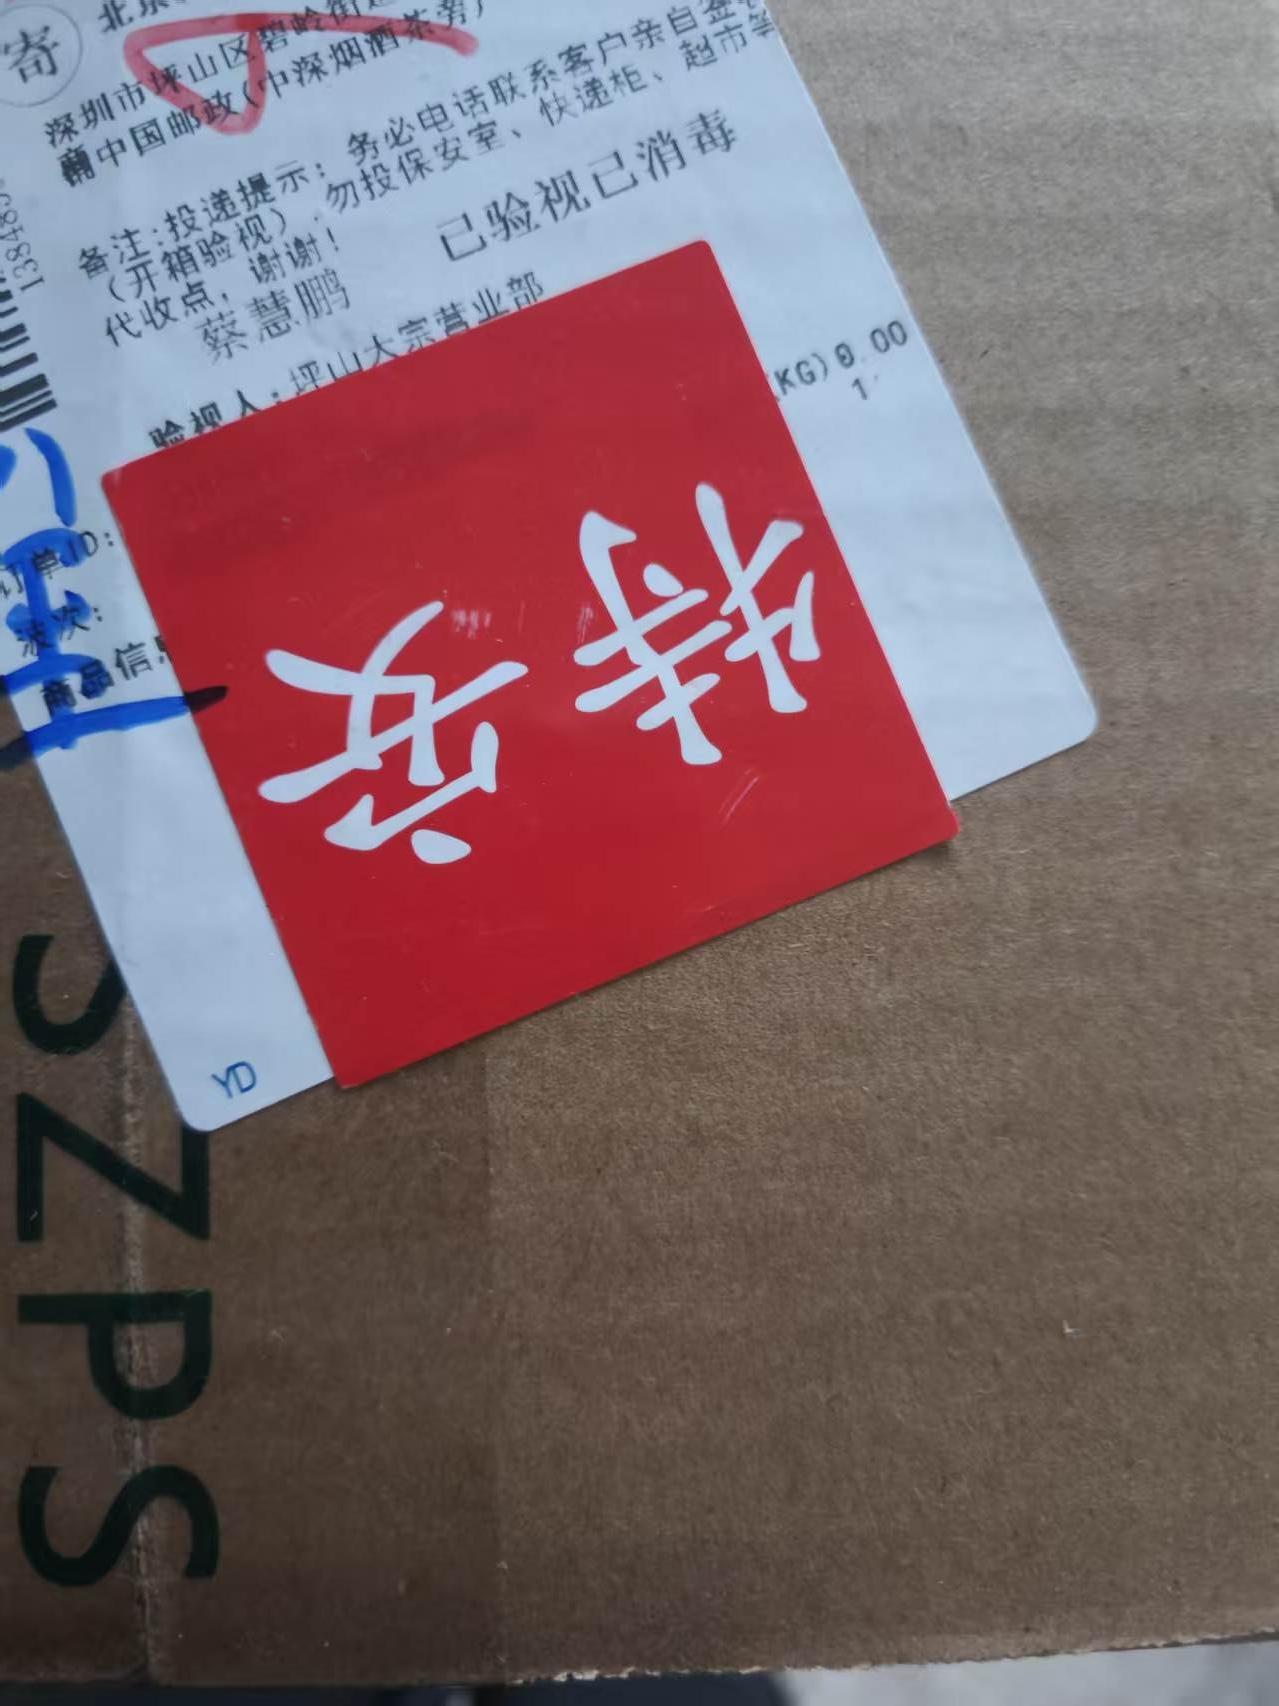 寄
北京
深圳市坪山区碧岭街道
中国邮政(中深烟酒茶旁)
备注:投递提示:务必电话联系客户亲自签
(开箱验视),勿投保安室、快递柜、超市等
代收点,谢谢!
蔡慧鹏
已验视已消毒
验视人:坪山大宗营业部
(KG)0.00
1
订单ID:
波次:
商品信息
特安
YD
SZPS